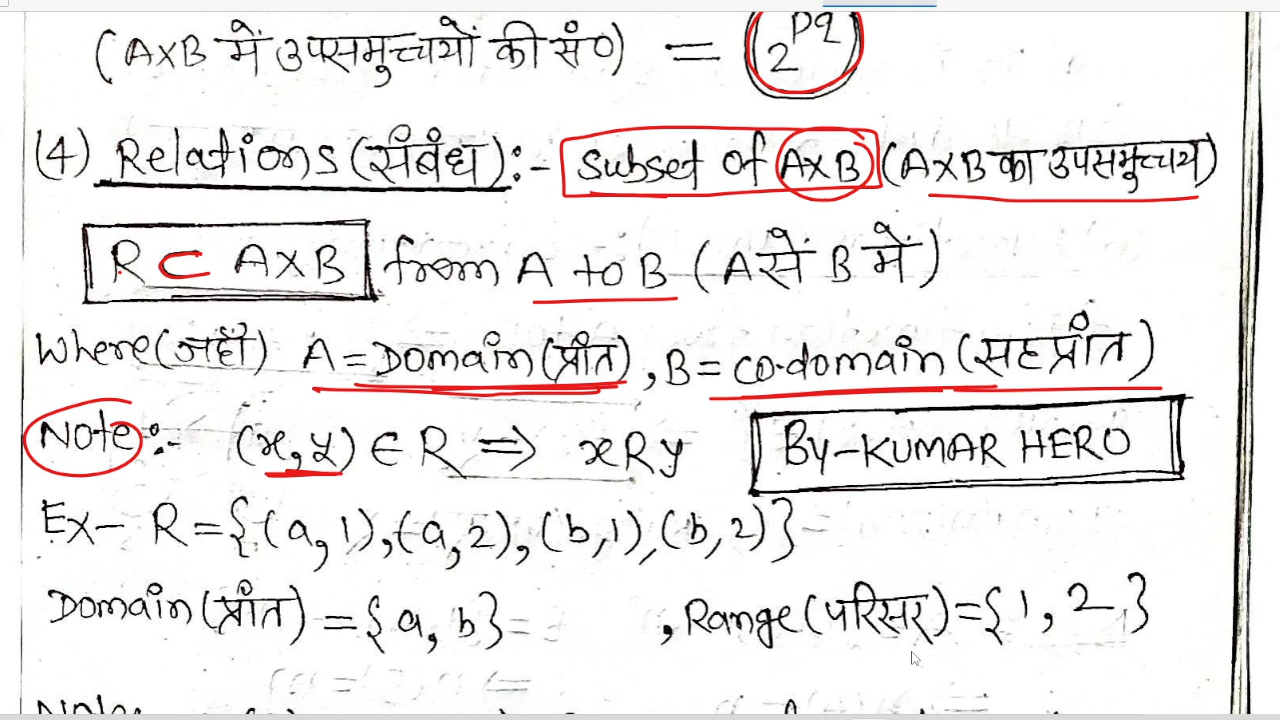 (A×B में उपसमुच्चयों की सं०) = (2^pq)
(4) Relations (संबंध) :- Subset of A×B (A×B का उपसमुच्चय)
R ⊂ A×B from A to B (A सें B में)
Where (जहाँ) A = Domain (प्रांत), B = co-domain (सहप्रांत)
Note :- (x, y) ∈ R ⇒ xRy By-KUMAR HERO
Ex- R = {(a, 1), (a, 2), (b, 1), (b, 2)}
Domain (प्रांत) = {a, b} , Range (परिसर) = {1, 2}